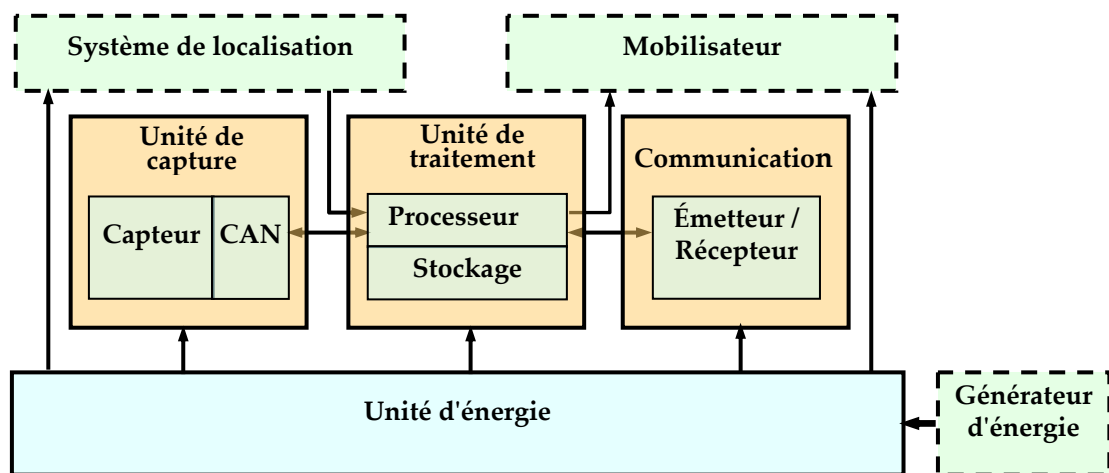 Système de localisation
Mobilisateur
Unité de
capture
Unité de
traitement
Communication
Capteur
CAN
Processeur
Stockage
Émetteur /
Récepteur
Unité d'énergie
Générateur
d'énergie